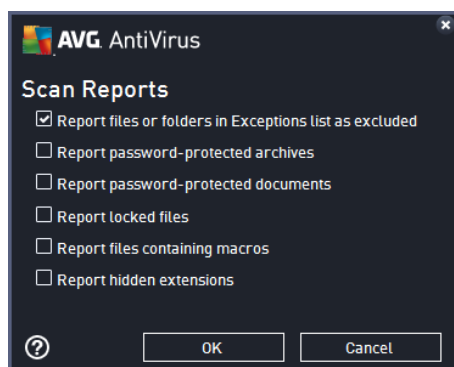 AVG. AntiVirus
Scan Reports
Report files or folders in Exceptions list as excluded
Report password-protected archives
Report password-protected documents
Report locked files
Report files containing macros
Report hidden extensions
?
OK
Cancel